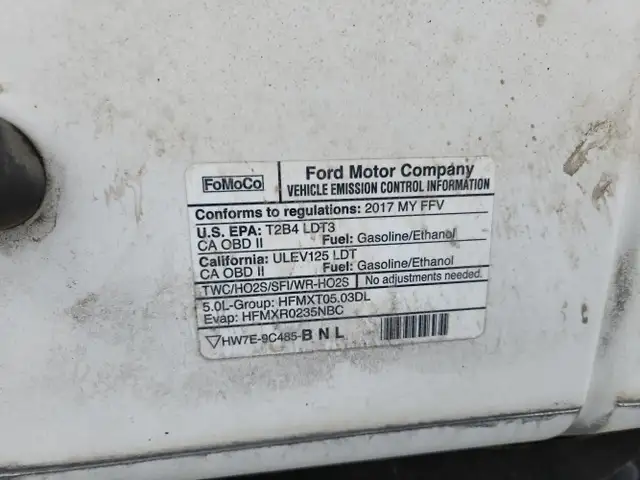 FoMoCo
Ford Motor Company
VEHICLE EMISSION CONTROL INFORMATION
Conforms to regulations: 2017 MY FFV
U.S. EPA: T2B4 LDT3
CA OBD II Fuel: Gasoline/Ethanol
California: ULEV125 LDT
CA OBD II Fuel: Gasoline/Ethanol
TWC/HO2S/SFI/WR-HO2S No adjustments needed.
5.0L-Group: HFMXT05.03DL
Evap: HFMXR0235NBC
HW7E-9C485-B N L